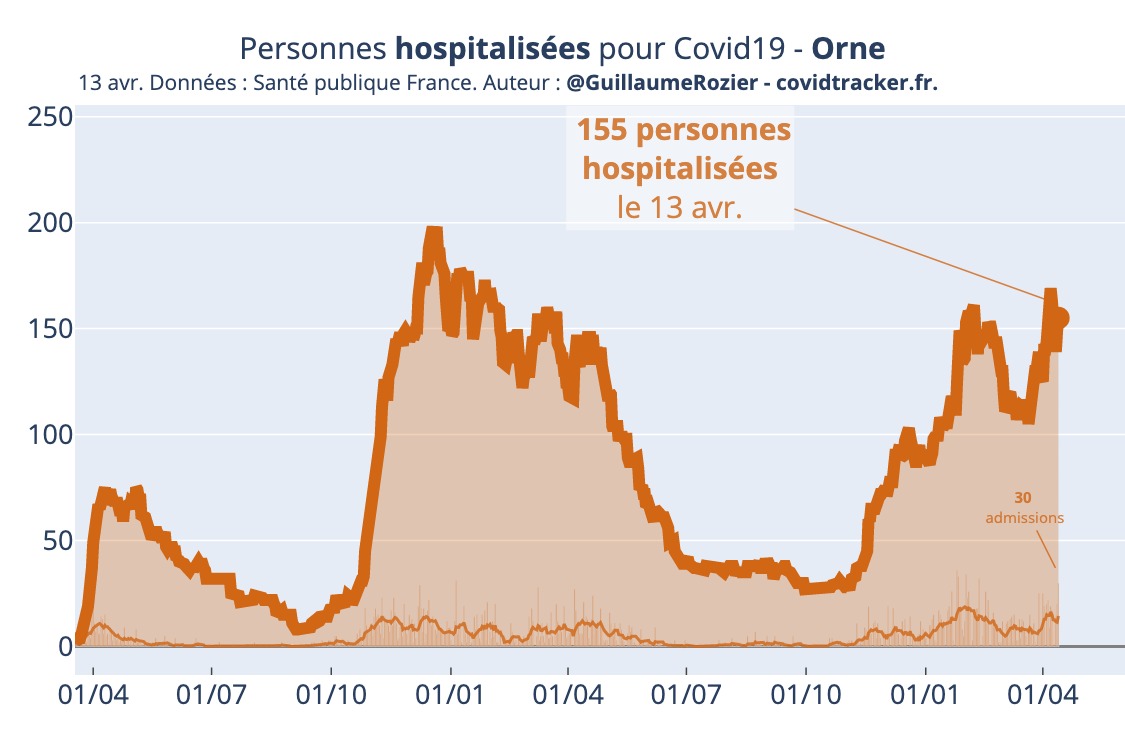 Personnes hospitalisées pour Covid19 - Orne
13 avr. Données : Santé publique France. Auteur : @GuillaumeRozier - covidtracker.fr.
250
155 personnes
hospitalisées
le 13 avr.
200
150
100
30
admissions
50
0
01/04 01/07 01/10 01/01 01/04 01/07 01/10 01/01 01/04